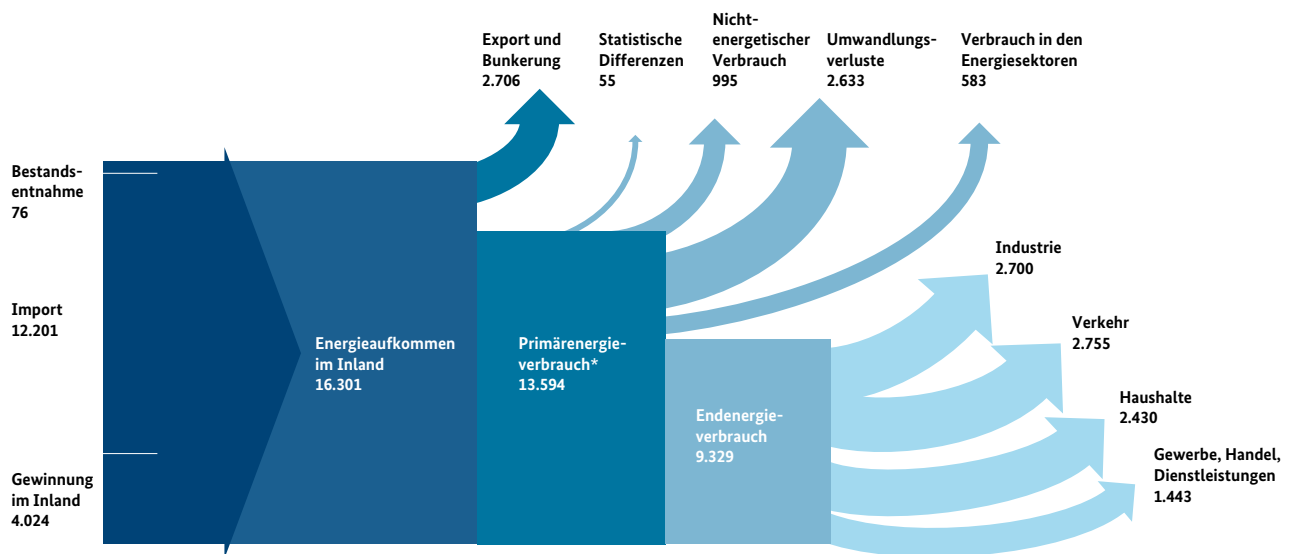 Export und
Bunkerung
2.706
Statistische
Differenzen
55
Nicht-
energetischer
Verbrauch
995
Umwandlungs-
verluste
2.633
Verbrauch in den
Energiesektoren
583
Bestands-
entnahme
76
Import
12.201
Gewinnung
im Inland
4.024
Energieaufkommen
im Inland
16.301
Primärenergie-
verbrauch*
13.594
Endenergie-
verbrauch
9.329
Industrie
2.700
Verkehr
2.755
Haushalte
2.430
Gewerbe, Handel,
Dienstleistungen
1.443